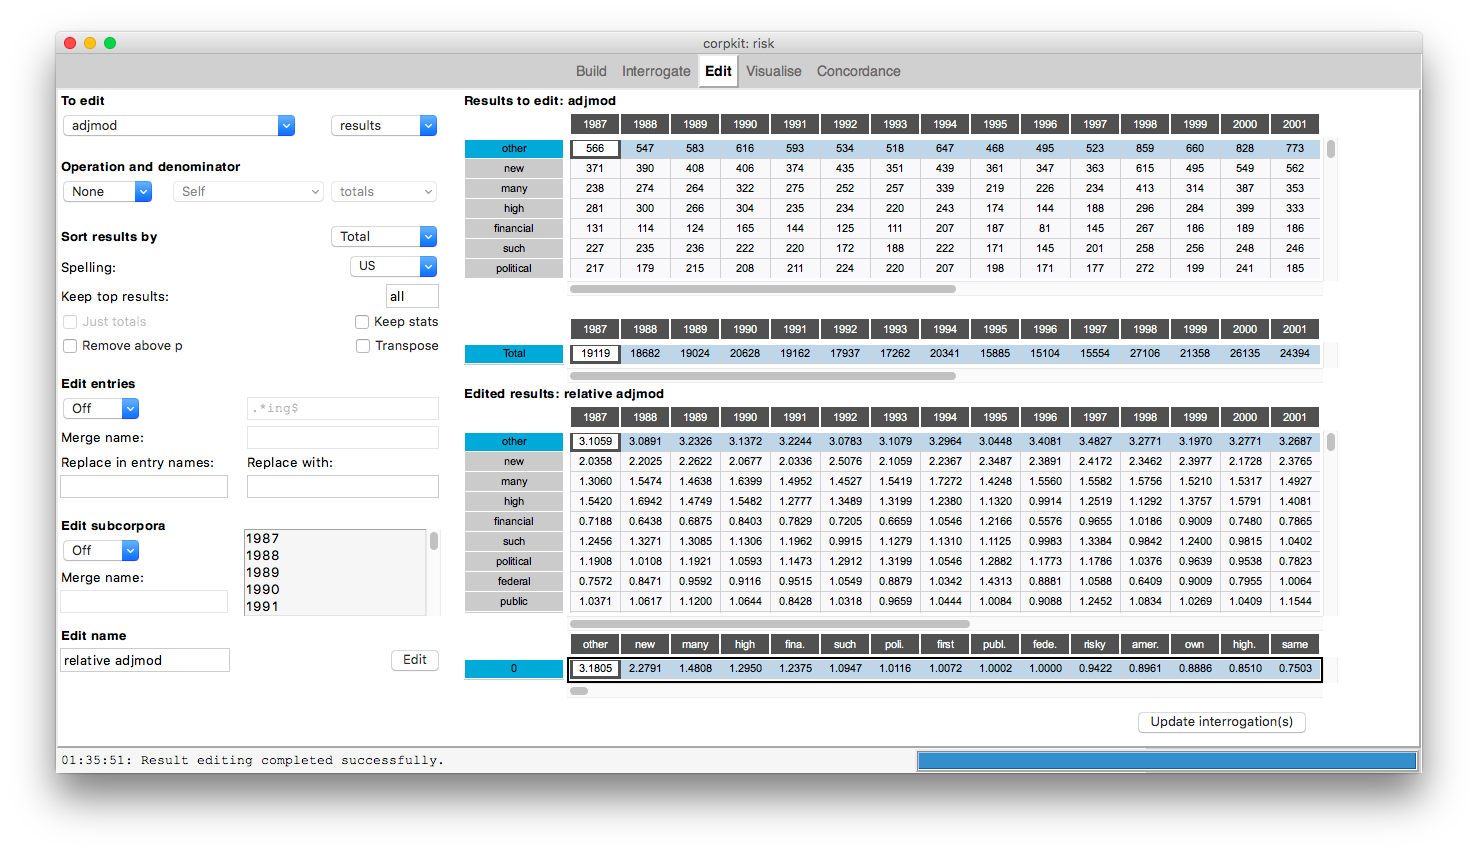 corpkit: risk
Build Interrogate Edit Visualise Concordance
To edit
adjmod results
Operation and denominator
None Self totals
Sort results by Total
Spelling: US
Keep top results: all
Just totals Keep stats
Remove above p Transpose
Edit entries
Off .*ing$
Merge name:
Replace in entry names: Replace with:
Edit subcorpora
Off
1987
1988
1989
1990
1991
Merge name:
Edit name
relative adjmod Edit
Results to edit: adjmod
1987 1988 1989 1990 1991 1992 1993 1994 1995 1996 1997 1998 1999 2000 2001
other 566 547 583 616 593 534 518 647 468 495 523 859 660 828 773
new 371 390 408 406 374 435 351 439 361 347 363 615 495 549 562
many 238 274 264 322 275 252 257 339 219 226 234 413 314 387 353
high 281 300 266 304 235 234 220 243 174 144 188 296 284 399 333
financial 131 114 124 165 144 125 111 207 187 81 145 267 186 189 186
such 227 235 236 222 220 172 188 222 171 145 201 258 256 248 246
political 217 179 215 208 211 224 220 207 198 171 177 272 199 241 185
1987 1988 1989 1990 1991 1992 1993 1994 1995 1996 1997 1998 1999 2000 2001
Total 19119 18682 19024 20628 19162 17937 17262 20341 15885 15104 15554 27106 21358 26135 24394
Edited results: relative adjmod
1987 1988 1989 1990 1991 1992 1993 1994 1995 1996 1997 1998 1999 2000 2001
other 3.1059 3.0891 3.2326 3.1372 3.2244 3.0783 3.1079 3.2964 3.0448 3.4081 3.4827 3.2771 3.1970 3.2771 3.2687
new 2.0358 2.2025 2.2622 2.0677 2.0336 2.5076 2.1059 2.2367 2.3487 2.3891 2.4172 2.3462 2.3977 2.1728 2.3765
many 1.3060 1.5474 1.4638 1.6399 1.4952 1.4527 1.5419 1.7272 1.4248 1.5560 1.5582 1.5756 1.5210 1.5317 1.4927
high 1.5420 1.6942 1.4749 1.5482 1.2777 1.3489 1.3199 1.2380 1.1320 0.9914 1.2519 1.1292 1.3757 1.5791 1.4081
financial 0.7188 0.6438 0.6875 0.8403 0.7829 0.7205 0.6659 1.0546 1.2166 0.5576 0.9655 1.0186 0.9009 0.7480 0.7865
such 1.2456 1.3271 1.3085 1.1306 1.1962 0.9915 1.1279 1.1310 1.1125 0.9983 1.3384 0.9842 1.2400 0.9815 1.0402
political 1.1908 1.0108 1.1921 1.0593 1.1473 1.2912 1.3199 1.0546 1.2882 1.1773 1.1786 1.0376 0.9639 0.9538 0.7823
federal 0.7572 0.8471 0.9592 0.9116 0.9515 1.0549 0.8879 1.0342 1.4313 0.8881 1.0588 0.6409 0.9009 0.7955 1.0064
public 1.0371 1.0617 1.1200 1.0644 0.8428 1.0318 0.9659 1.0444 1.0084 0.9088 1.2452 1.0834 1.0269 1.0409 1.1544
other new many high fina. such poli. first publ. fede. risky amer. own high. same
0 3.1805 2.2791 1.4808 1.2950 1.2375 1.0947 1.0116 1.0072 1.0002 1.0000 0.9422 0.8961 0.8886 0.8510 0.7503
Update interrogation(s)
01:35:51: Result editing completed successfully.